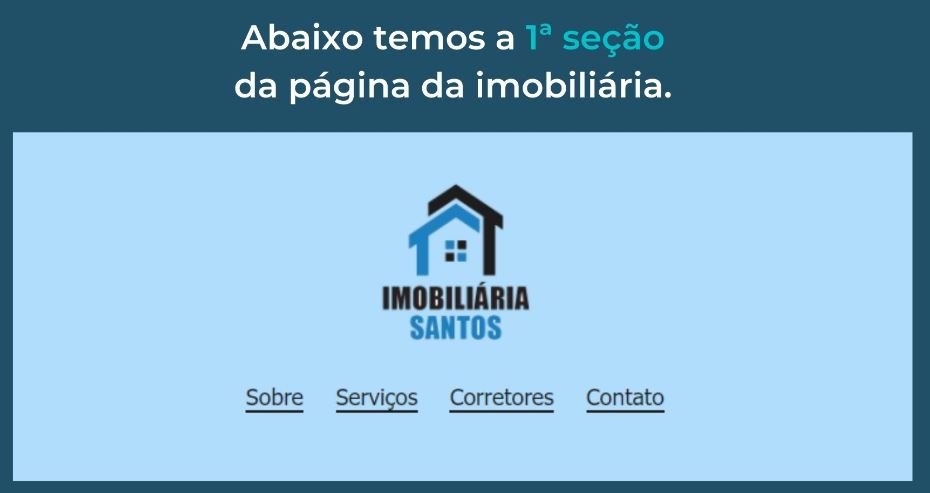 Abaixo temos a 1ª seção
da página da imobiliária.
IMOBILIÁRIA
SANTOS
Sobre Serviços Corretores Contato